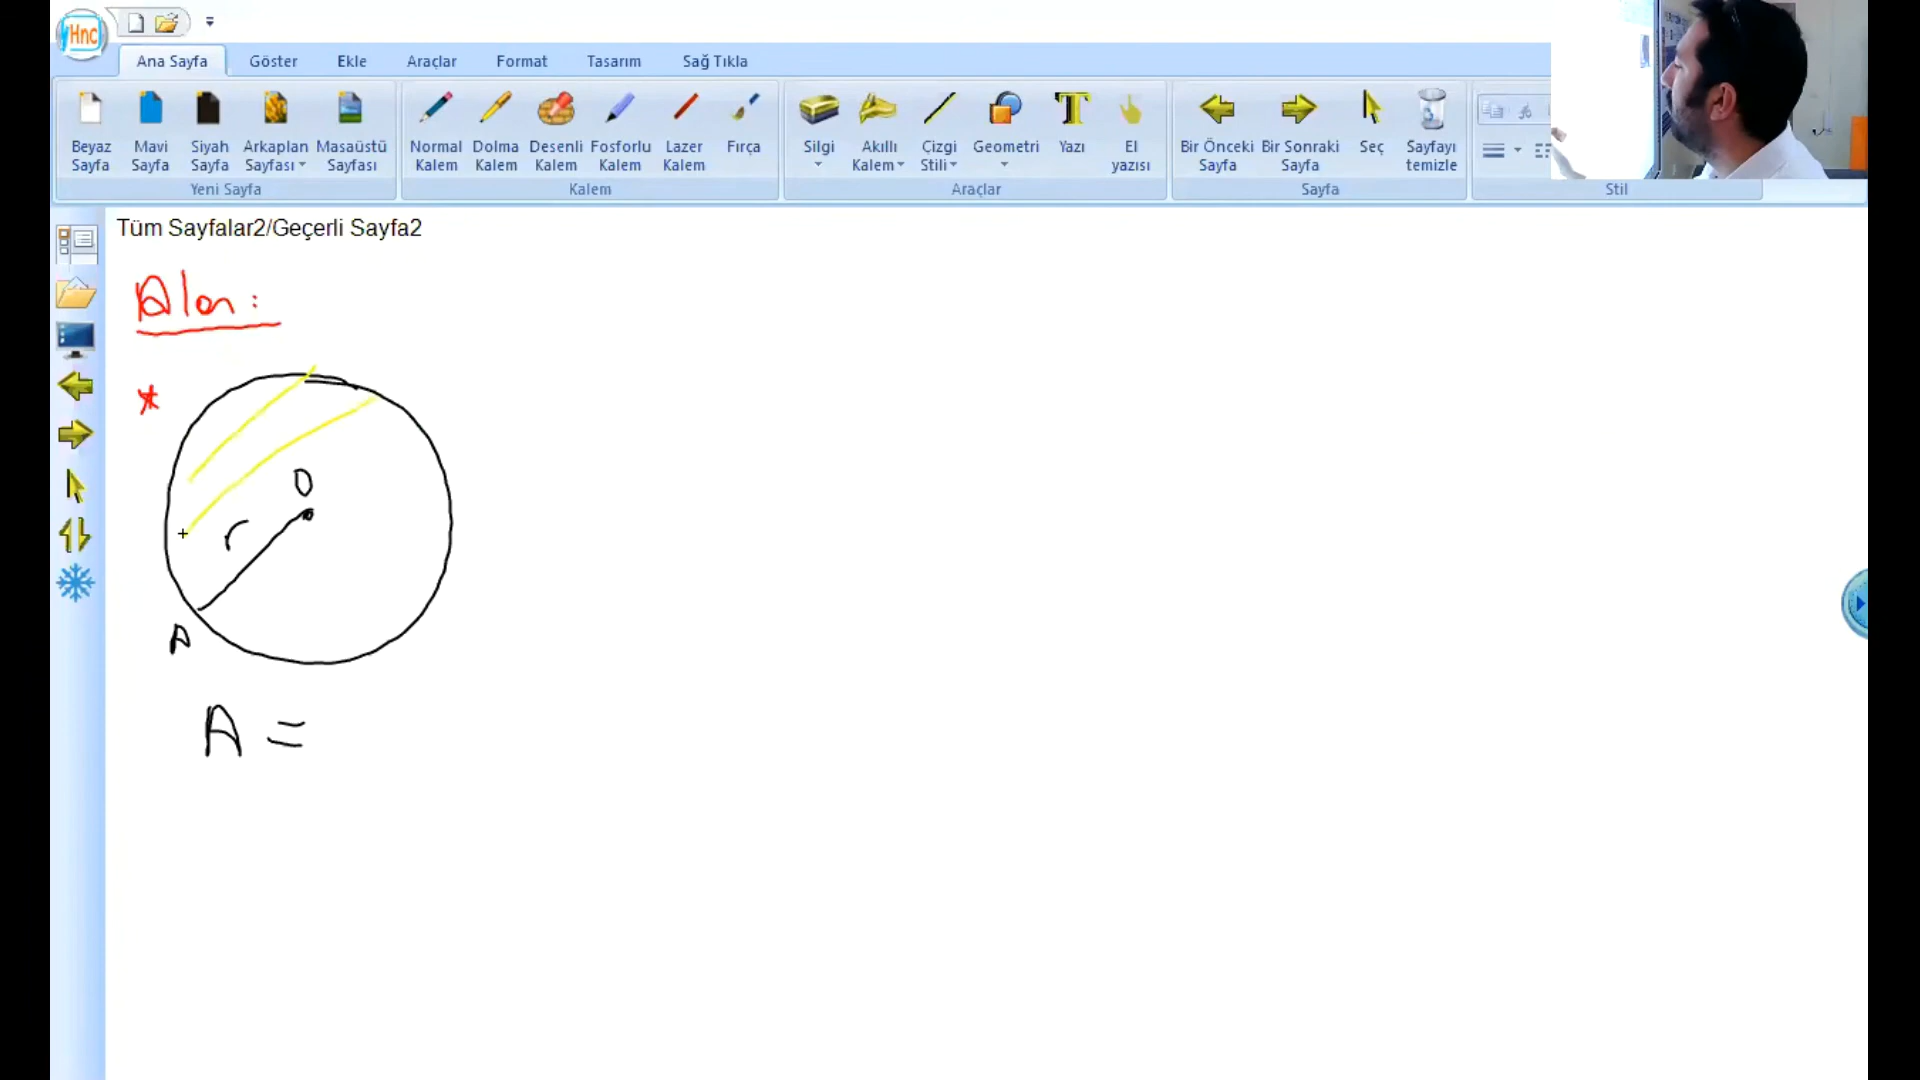 Hnc
Ana Sayfa Göster Ekle Araçlar Format Tasarım Sağ Tıkla
Beyaz Sayfa
Mavi Sayfa
Siyah Sayfa
Arkaplan Sayfası
Masaüstü Sayfası
Yeni Sayfa
Normal Kalem
Dolma Kalem
Desenli Kalem
Fosforlu Kalem
Lazer Kalem
Fırça
Kalem
Silgi
Akıllı Kalem
Çizgi Stili
Geometri
Yazı
El yazısı
Araçlar
Bir Önceki Sayfa
Bir Sonraki Sayfa
Seç
Sayfayı temizle
Sayfa
Stil
Tüm Sayfalar2/Geçerli Sayfa2
Alan:
O
r
A
A =